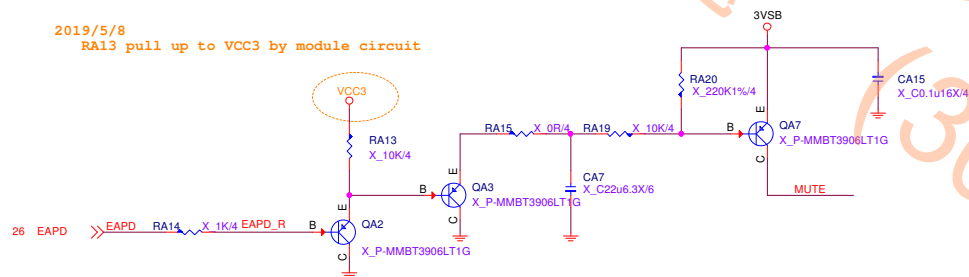 2019/5/8
RA13 pull up to VCC3 by module circuit
3VSB
VCC3
RA20
X_220K1%/4
CA15
X_C0.1u16X/4
RA13
X_10K/4
E
RA15
X_0R/4
RA19
X_10K/4
B
QA7
X_P-MMBT3906LT1G
C
E
B
QA3
X_P-MMBT3906LT1G
C
CA7
X_C22u6.3X/6
MUTE
26 EAPD
EAPD
RA14
X_1K/4
EAPD_R
E
B
QA2
X_P-MMBT3906LT1G
C